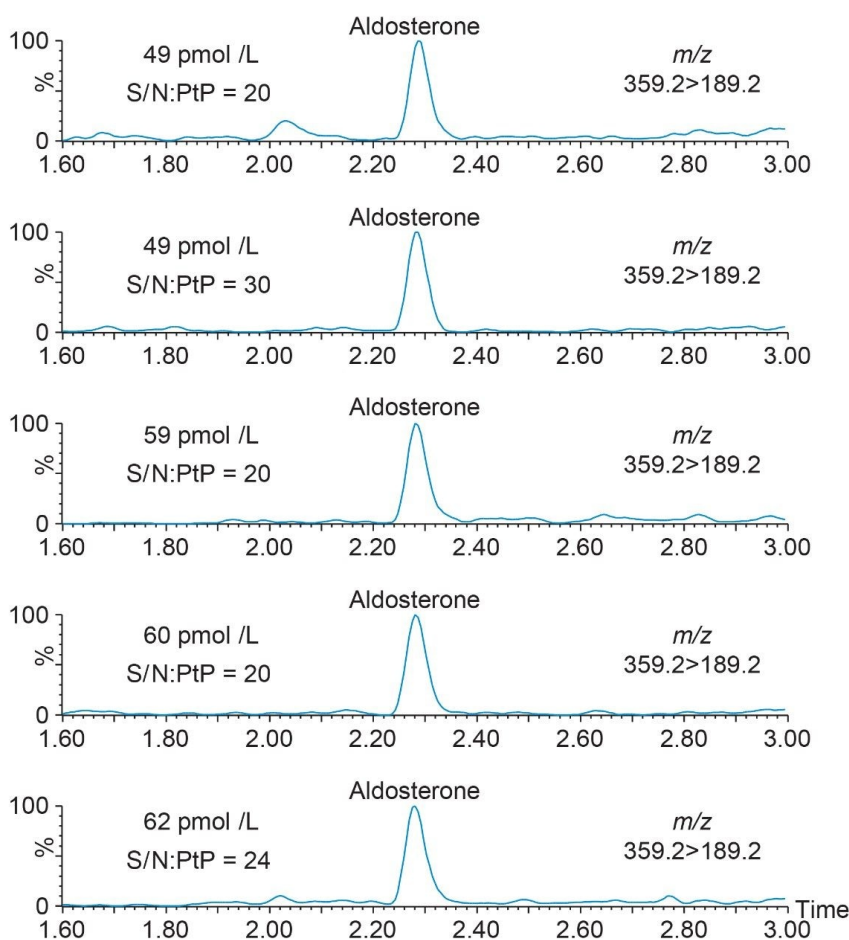 Aldosterone
100
49 pmol /L
m/z
%
S/N:PtP = 20
359.2>189.2
0
1.60 1.80 2.00 2.20 2.40 2.60 2.80 3.00
Aldosterone
100
49 pmol /L
m/z
%
S/N:PtP = 30
359.2>189.2
0
1.60 1.80 2.00 2.20 2.40 2.60 2.80 3.00
Aldosterone
100
59 pmol /L
m/z
%
S/N:PtP = 20
359.2>189.2
0
1.60 1.80 2.00 2.20 2.40 2.60 2.80 3.00
Aldosterone
100
60 pmol /L
m/z
%
S/N:PtP = 20
359.2>189.2
0
1.60 1.80 2.00 2.20 2.40 2.60 2.80 3.00
Aldosterone
100
62 pmol /L
m/z
%
S/N:PtP = 24
359.2>189.2
0
Time
1.60 1.80 2.00 2.20 2.40 2.60 2.80 3.00